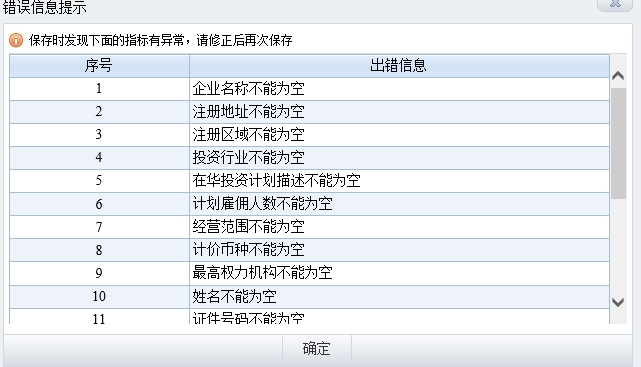 错误信息提示
保存时发现下面的指标有异常，请修正后再次保存
序号 出错信息
1 企业名称不能为空
2 注册地址不能为空
3 注册区域不能为空
4 投资行业不能为空
5 在华投资计划描述不能为空
6 计划雇佣人数不能为空
7 经营范围不能为空
8 计价币种不能为空
9 最高权力机构不能为空
10 姓名不能为空
11 证件号码不能为空
确定